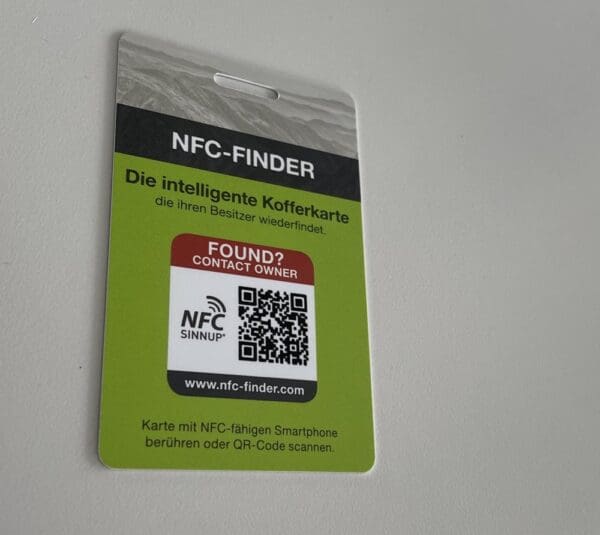 NFC-FINDER
Die intelligente Kofferkarte
die ihren Besitzer wiederfindet.
FOUND?
CONTACT OWNER
NFC
SINNUP®
www.nfc-finder.com
Karte mit NFC-fähigen Smartphone
berühren oder QR-Code scannen.